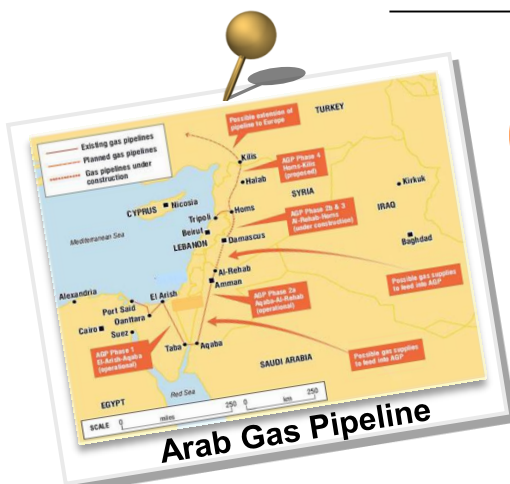 Existing gas pipelines
Planned gas pipelines
Gas pipelines under
construction
Possible extension of
pipeline to Europe
TURKEY
Kilis
AGP Phase 4
Homs-Kilis
(proposed)
Halab
SYRIA
Kirkuk
IRAQ
Nicosia
CYPRUS
Tripoli
Homs
AGP Phase 2b & 3
Al-Rehab-Homs
(under construction)
Mediterranean Sea
Beirut
LEBANON
Damascus
Baghdad
Al-Rehab
Amman
Possible gas supplies
to feed into AGP
Alexandria
Port Said
El Arish
AGP Phase 2a
Aqaba-Al-Rehab
(operational)
Damttara
Cairo
Suez
Taba
Aqaba
AGP Phase 1
El-Arish-Aqaba
(operational)
Possible gas supplies
to feed into AGP
SAUDI ARABIA
Red Sea
EGYPT
SCALE 0 miles 250 0 km 250
Arab Gas Pipeline